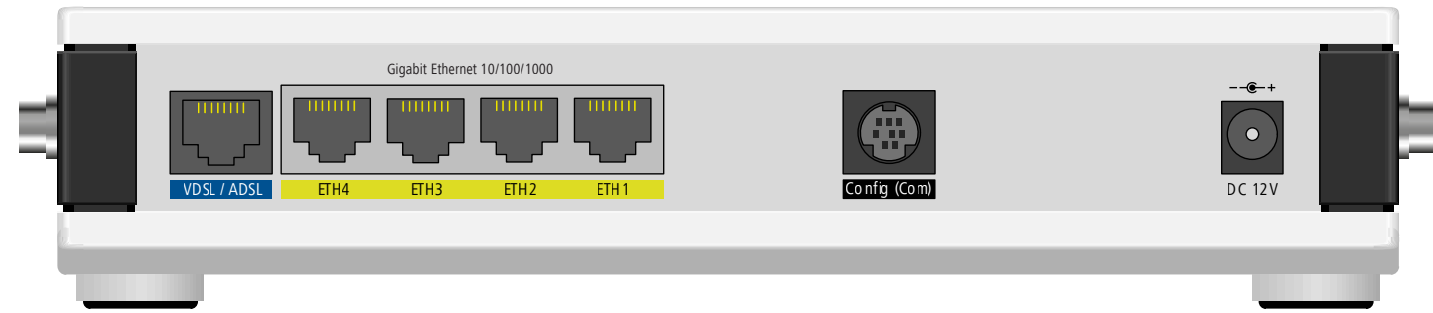 Gigabit Ethernet 10/100/1000
- +
VDSL / ADSL ETH4 ETH3 ETH2 ETH1 Config (Com) DC 12V